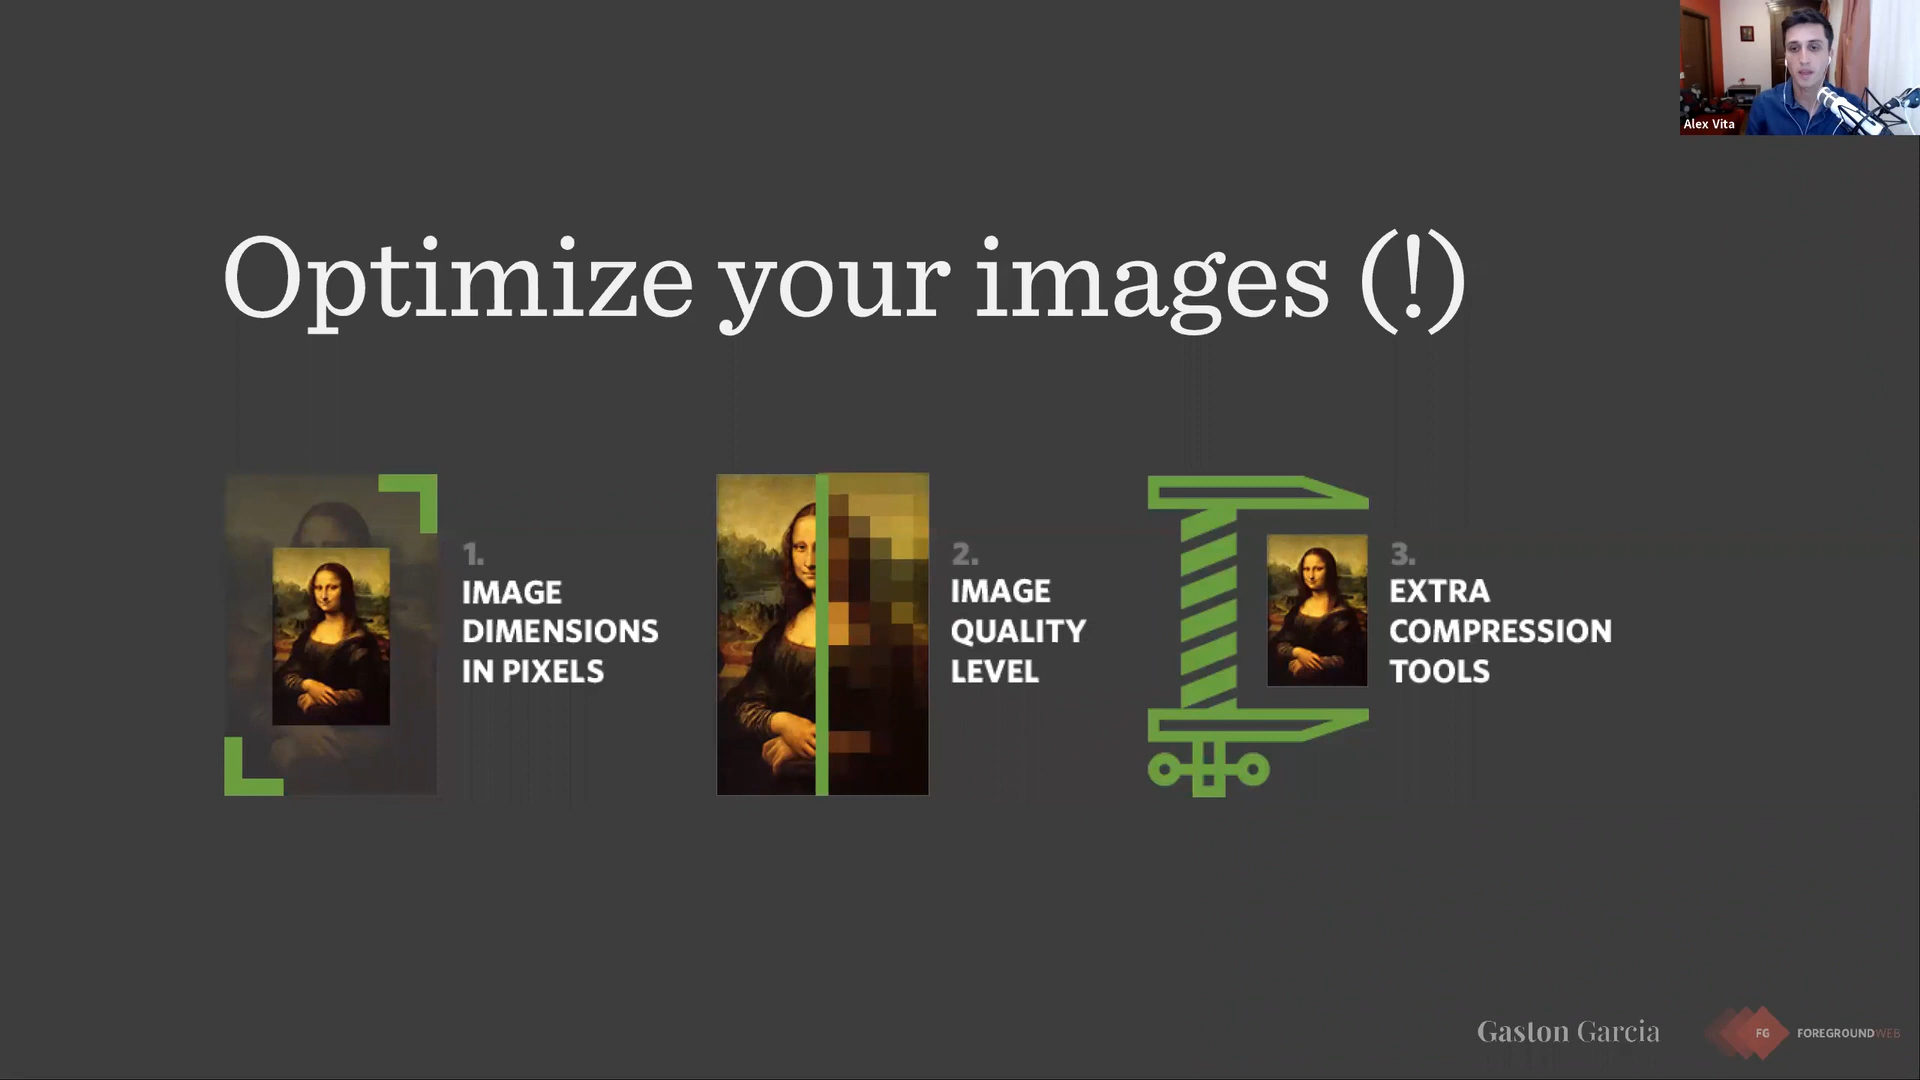 Alex Vita
Optimize your images (!)
1.
IMAGE
DIMENSIONS
IN PIXELS
2.
IMAGE
QUALITY
LEVEL
3.
EXTRA
COMPRESSION
TOOLS
Gaston Garcia
FG
FOREGROUNDWEB